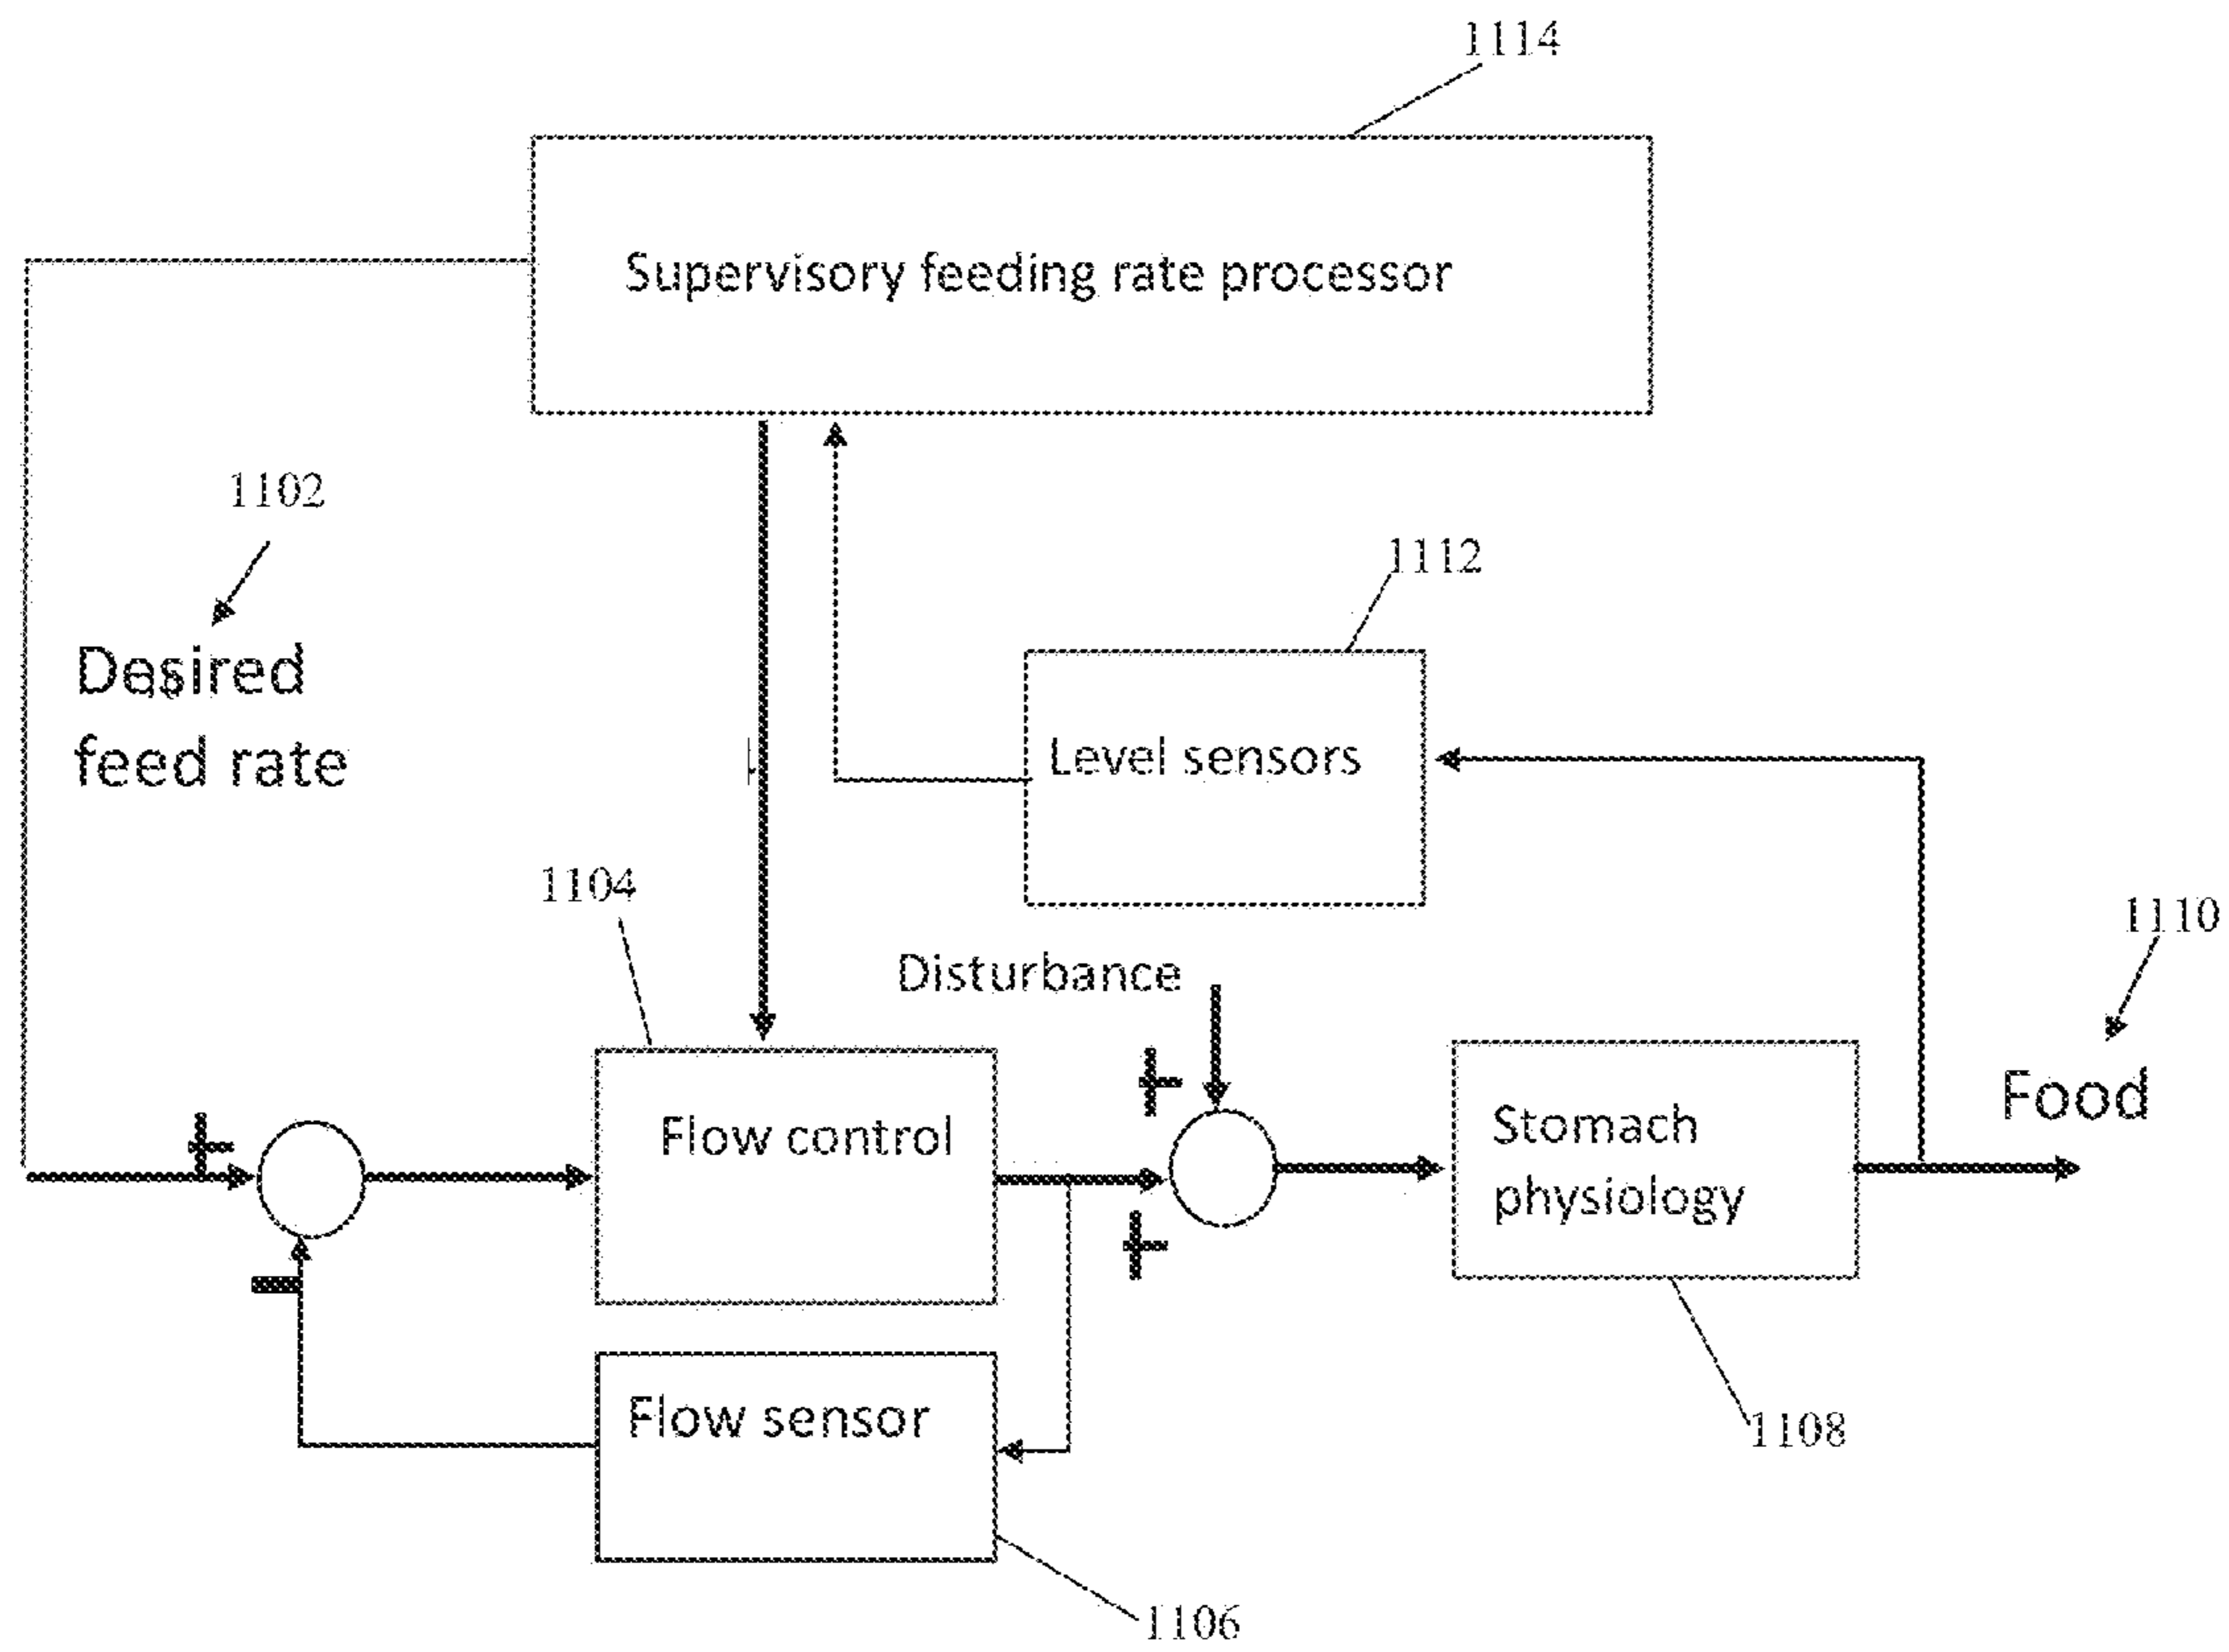 1114
Supervisory feeding rate processor
1102
Desired
feed rate
1112
Level sensors
1104
Disturbance
1110
Food
+
+
Flow control
Stomach
physiology
+
-
Flow sensor
1108
1106